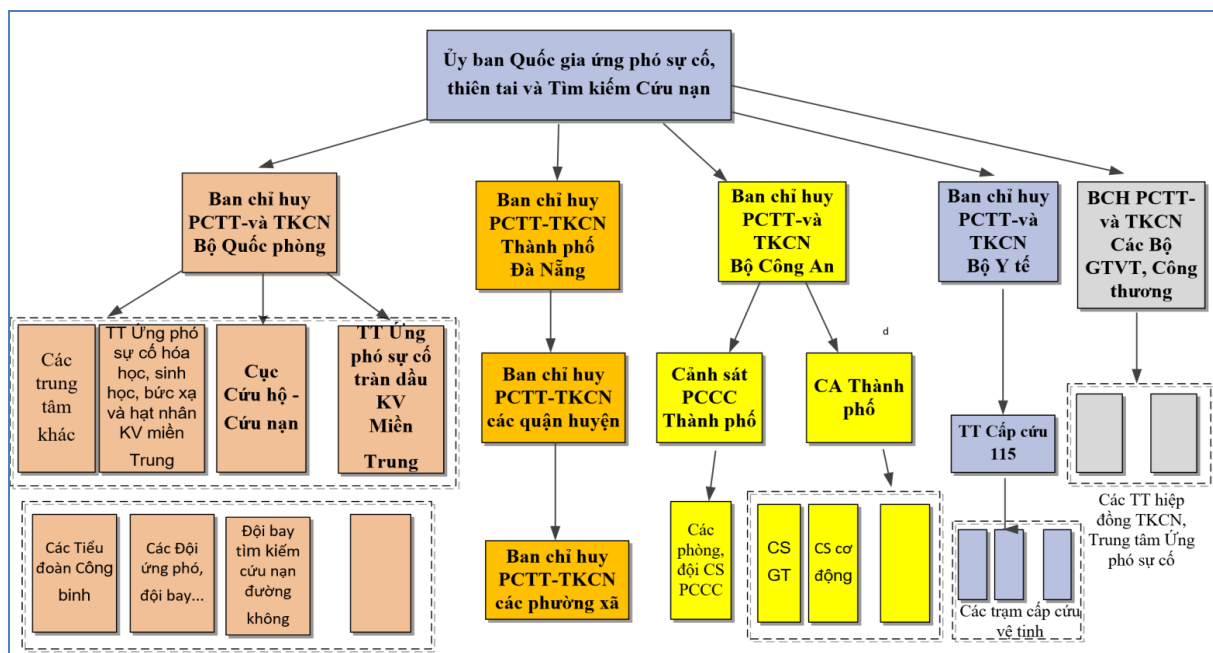 Ủy ban Quốc gia ứng phó sự cố,
thiên tai và Tìm kiếm Cứu nạn
Ban chỉ huy
PCTT-và TKCN
Bộ Quốc phòng
Ban chỉ huy
PCTT-TKCN
Thành phố
Đà Nẵng
Ban chỉ huy
PCTT-và
TKCN
Bộ Công An
Ban chỉ huy
PCTT-và
TKCN
Bộ Y tế
BCH PCTT-
và TKCN
Các Bộ
GTVT, Công
thương
Các
trung
tâm
khác
TT Ứng phó
sự cố hóa
học, sinh
học, bức xạ
và hạt nhân
KV miền
Trung
Cục
Cứu hộ -
Cứu nạn
TT Ứng
phó sự cố
tràn dầu
KV
Miền
Trung
Ban chỉ huy
PCTT-TKCN
các quận huyện
Cảnh sát
PCCC
Thành phố
d
CA Thành
phố
TT Cấp cứu
115
Các TT hiệp
đồng TKCN,
Trung tâm Ứng
phó sự cố
Các Tiểu
đoàn Công
binh
Các Đội
ứng phó,
đội bay...
Đội bay
tìm kiếm
cứu nạn
đường
không
Ban chỉ huy
PCTT-TKCN
các phường xã
Các
phòng,
đội CS
PCCC
CS
GT
CS cơ
động
Các trạm cấp cứu
vệ tinh